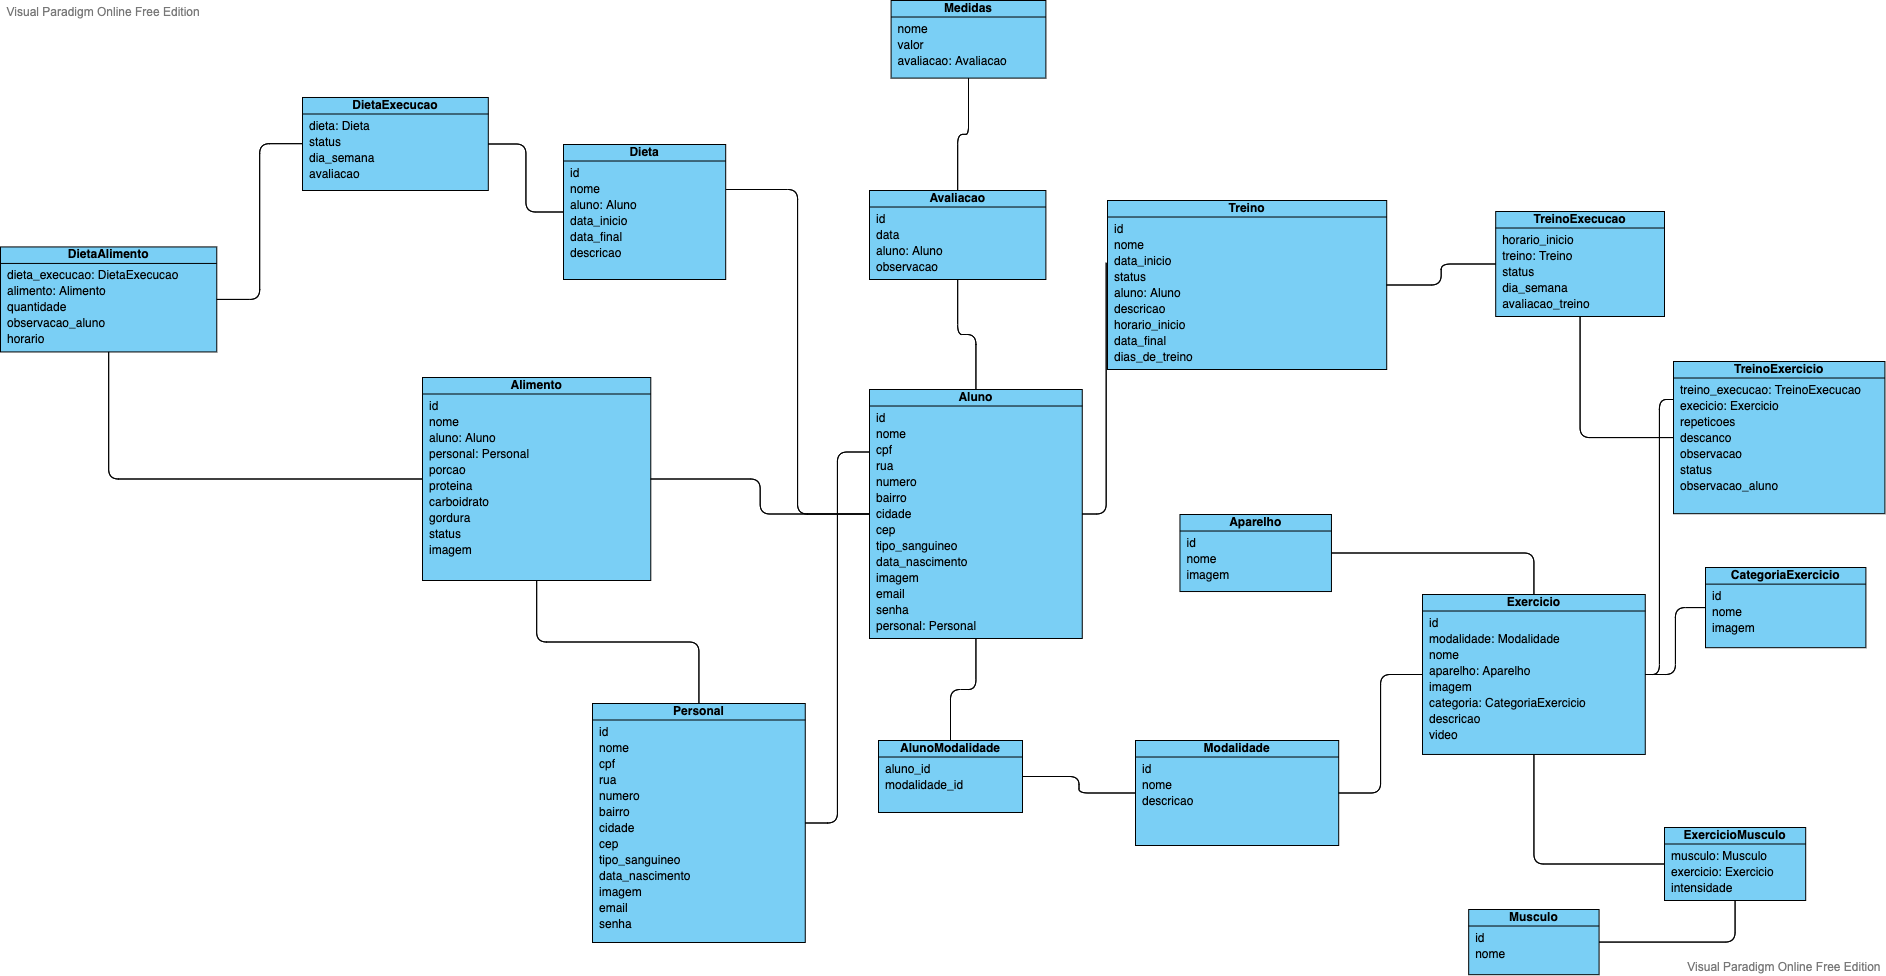 Visual Paradigm Online Free Edition
Medidas
nome
valor
avaliacao: Avaliacao
DietaExecucao
dieta: Dieta
status
dia_semana
avaliacao
Dieta
id
nome
aluno: Aluno
data_inicio
data_final
descricao
Avaliacao
id
data
aluno: Aluno
observacao
Treino
id
nome
data_inicio
status
aluno: Aluno
descricao
horario_inicio
data_final
dias_de_treino
TreinoExecucao
horario_inicio
treino: Treino
status
dia_semana
avaliacao_treino
DietaAlimento
dieta_execucao: DietaExecucao
alimento: Alimento
quantidade
observacao_aluno
horario
TreinoExercicio
treino_execucao: TreinoExecucao
execicio: Exercicio
repeticoes
descanco
observacao
status
observacao_aluno
Alimento
id
nome
aluno: Aluno
personal: Personal
porcao
proteina
carboidrato
gordura
status
imagem
Aluno
id
nome
cpf
rua
numero
bairro
cidade
cep
tipo_sanguineo
data_nascimento
imagem
email
senha
personal: Personal
Aparelho
id
nome
imagem
CategoriaExercicio
id
nome
imagem
Exercicio
id
modalidade: Modalidade
nome
aparelho: Aparelho
imagem
categoria: CategoriaExercicio
descricao
video
Personal
id
nome
cpf
rua
numero
bairro
cidade
cep
tipo_sanguineo
data_nascimento
imagem
email
senha
AlunoModalidade
aluno_id
modalidade_id
Modalidade
id
nome
descricao
ExercicioMusculo
musculo: Musculo
exercicio: Exercicio
intensidade
Musculo
id
nome
Visual Paradigm Online Free Edition